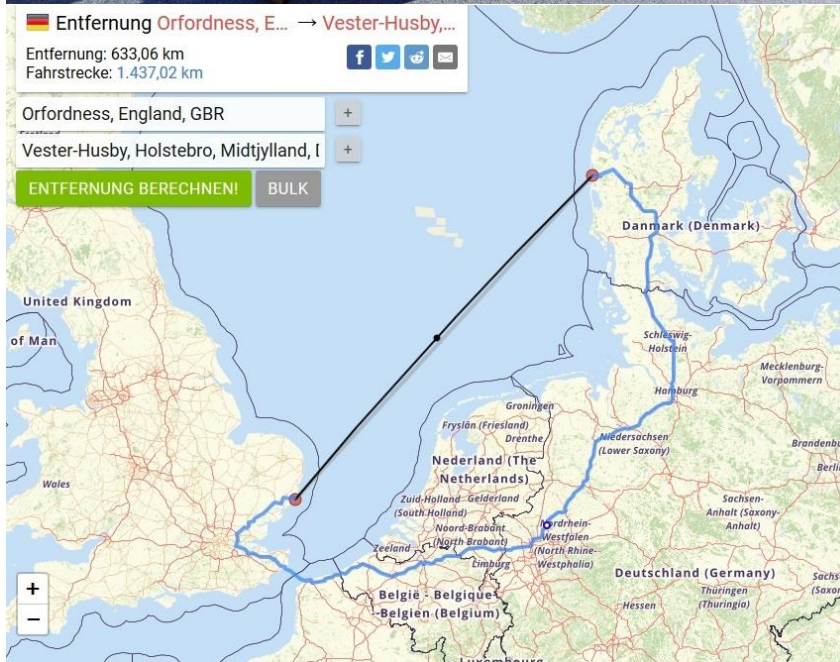 Entfernung Orfordness, E... → Vester-Husby,...
Entfernung: 633,06 km
Fahrstrecke: 1.437,02 km
Orfordness, England, GBR
+
Vester-Husby, Holstebro, Midtjylland, D
+
ENTFERNUNG BERECHNEN!
BULK
Danmark (Denmark)
United Kingdom
of Man
Schleswig-
Holstein
Mecklenburg-
Vorpommern
Hamburg
Groningen
Fryslân (Friesland)
Drenthe
Niedersachsen
(Lower Saxony)
Brandenbu
Berli
Nederland (The
Netherlands)
Wales
Zuid-Holland
(South Holland)
Gelderland
Sachsen-
Anhalt (Saxony-
Anhalt)
Noord-Brabant
(North Brabant)
Nordrhein-
Westfalen
(North Rhine-
Westphalia)
Zeeland
Limburg
Deutschland (Germany)
België - Belgique -
Belgien (Belgium)
Thüringen
(Thuringia)
Sachs
(Saxon
Hessen
Luxembourg
+
−